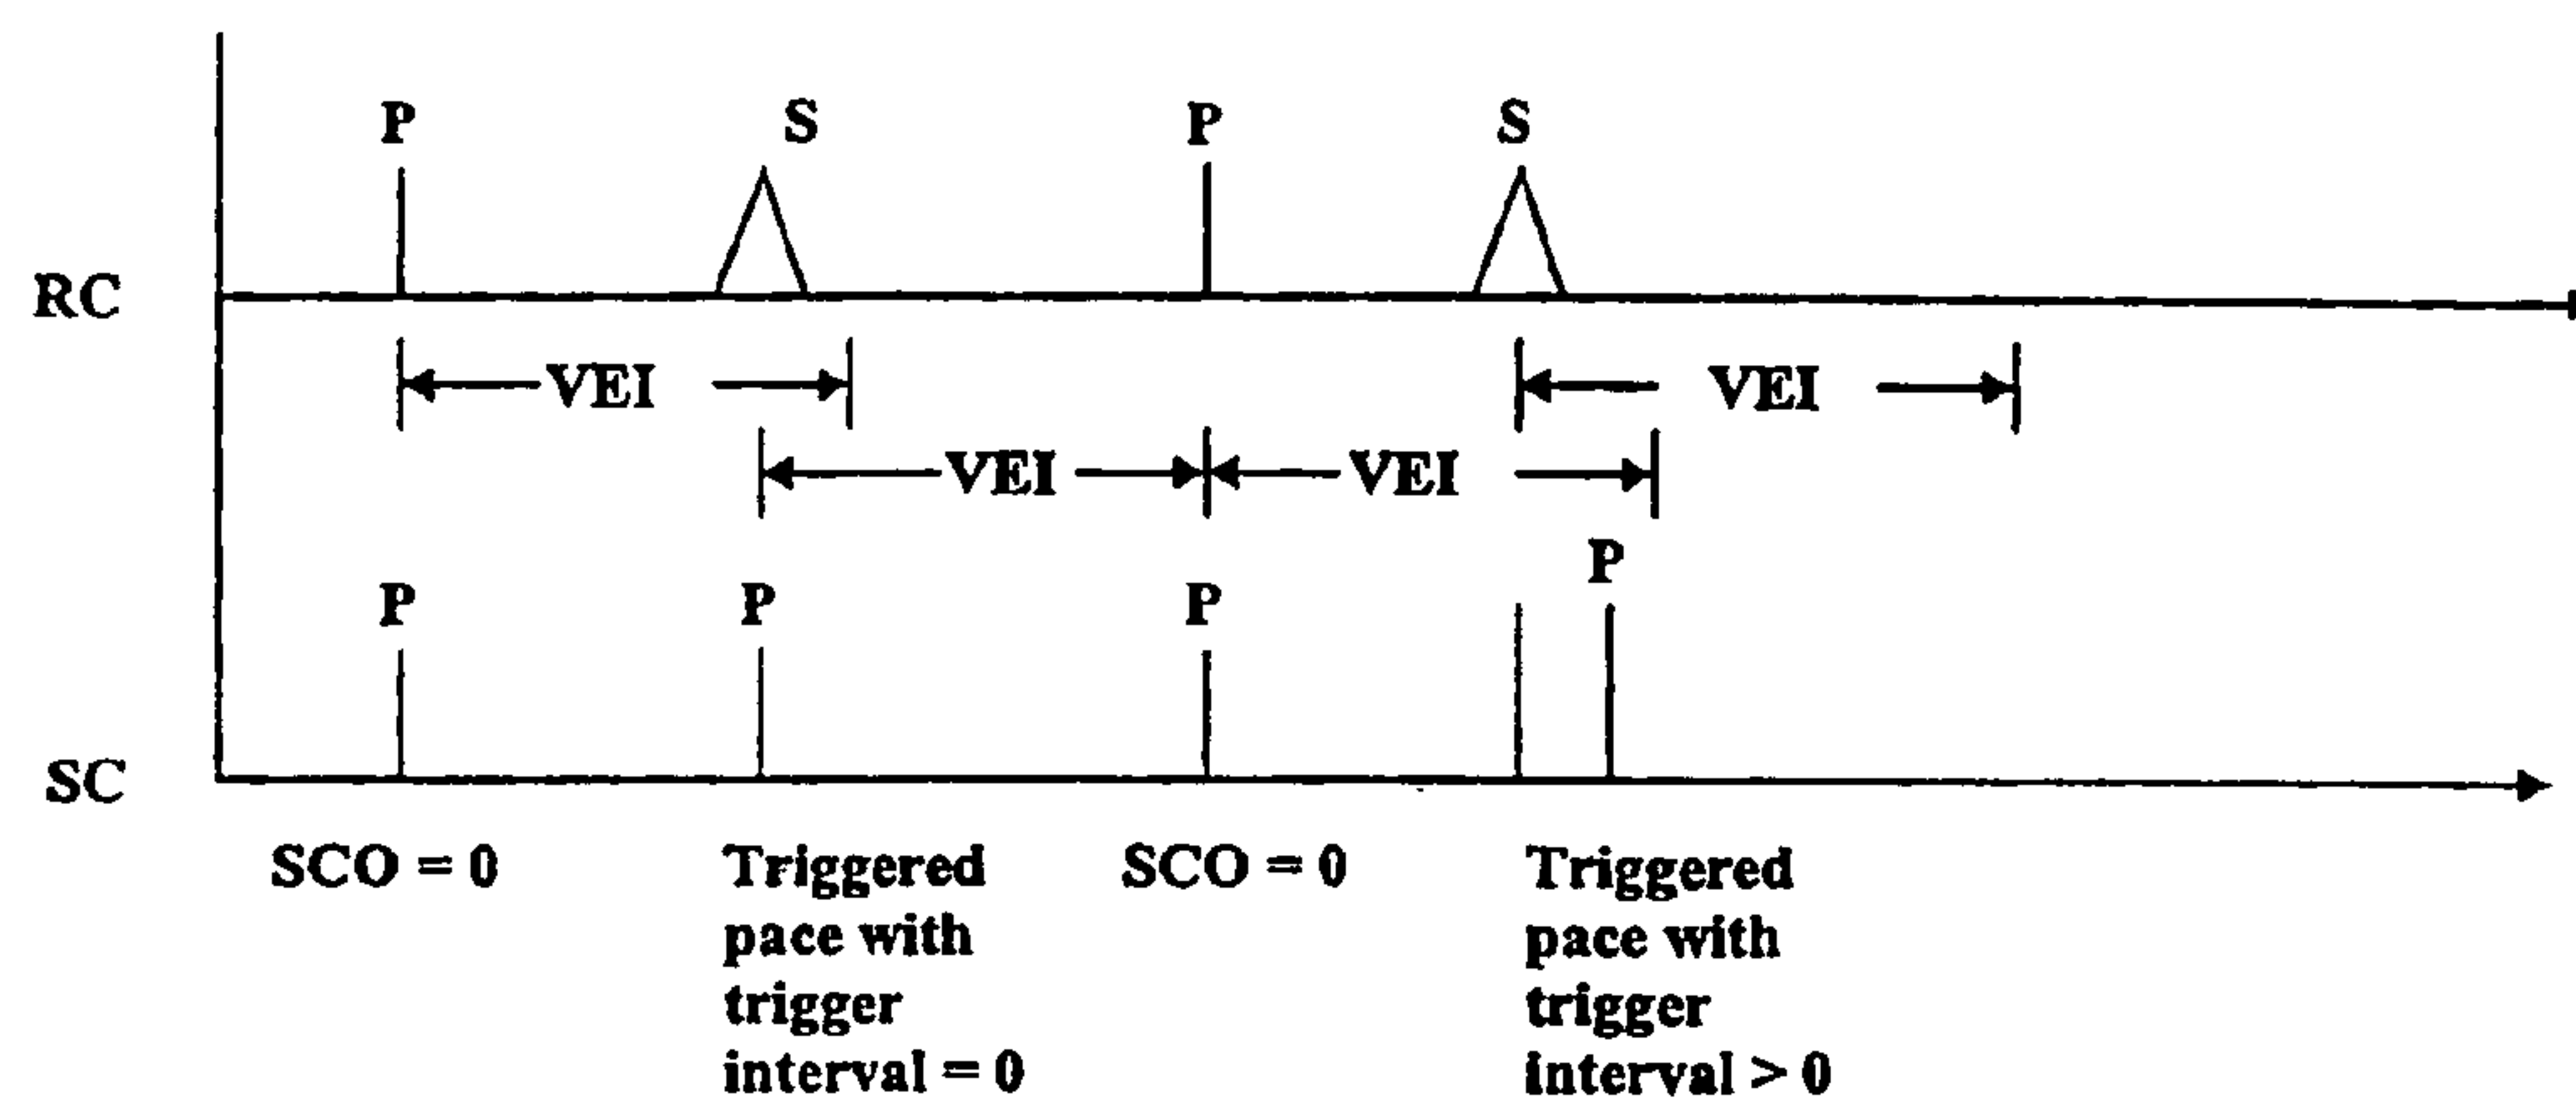 P S P S
RC
VEI VEI
VEI VEI
P
P P P
SC
SCO = 0 Triggered pace with trigger interval = 0 SCO = 0 Triggered pace with trigger interval > 0